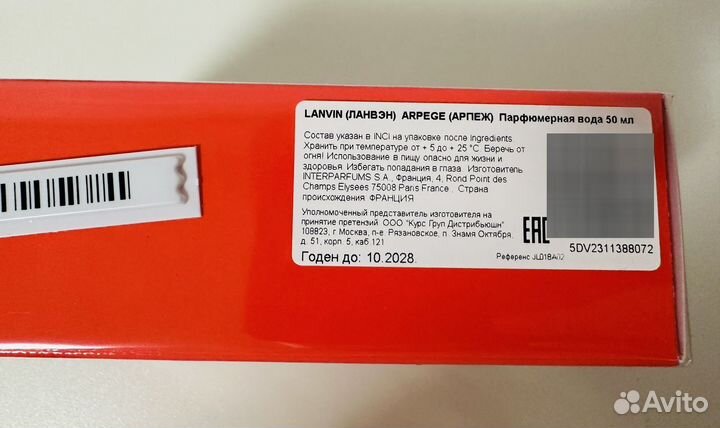 LANVIN (ЛАНВЭН) ARPEGE (АРПЕЖ) Парфюмерная вода 50 мл
Состав указан в INCI на упаковке после Ingredients.
Хранить при температуре от + 5 до + 25 °C. Беречь от
огня! Использование в пищу опасно для жизни и
здоровья. Избегать попадания в глаза. Изготовитель
INTERPARFUMS S.A., Франция, 4, Rond Point des
Champs Elysees 75008 Paris France. Страна
происхождения ФРАНЦИЯ
Уполномоченный представитель изготовителя на
принятие претензий ООО "Курс Груп Дистрибьюшн"
108823, г. Москва, п-е. Рязановское, п. Знамя Октября,
д. 51, корп. 5, каб 121
Годен до: 10.2028.
EAC
5DV2311388072
Референс JL018A02
Avito